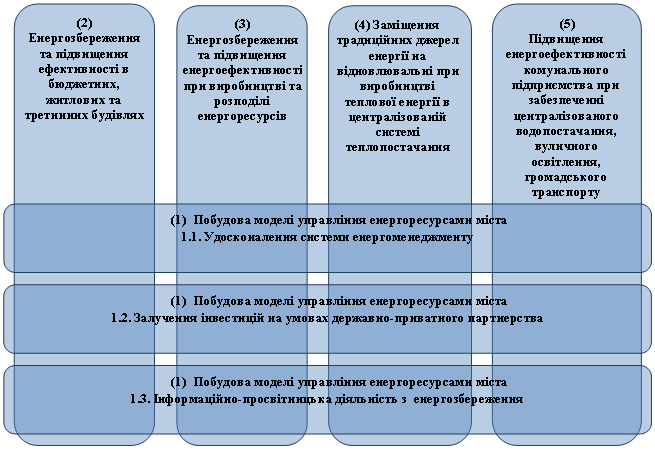 (2)
Енергозбереження
та підвищення
ефективності в
бюджетних,
житлових та
третинних будівлях
(3)
Енергозбереження
та підвищення
енергоефективності
при виробництві та
розподілі
енергоресурсів
(4) Заміщення
традиційних джерел
енергії на
відновлювальні при
виробництві
теплової енергії в
централізованій
системі
теплопостачання
(5)
Підвищення
енергоефективності
комунального
підприємства при
забезпеченні
централізованого
водопостачання,
вуличного
освітлення,
громадського
транспорту
(1) Побудова моделі управління енергоресурсами міста
1.1. Удосконалення системи енергоменеджменту
(1) Побудова моделі управління енергоресурсами міста
1.2. Залучення інвестицій на умовах державно-приватного партнерства
(1) Побудова моделі управління енергоресурсами міста
1.3. Інформаційно-просвітницька діяльність з енергозбереження